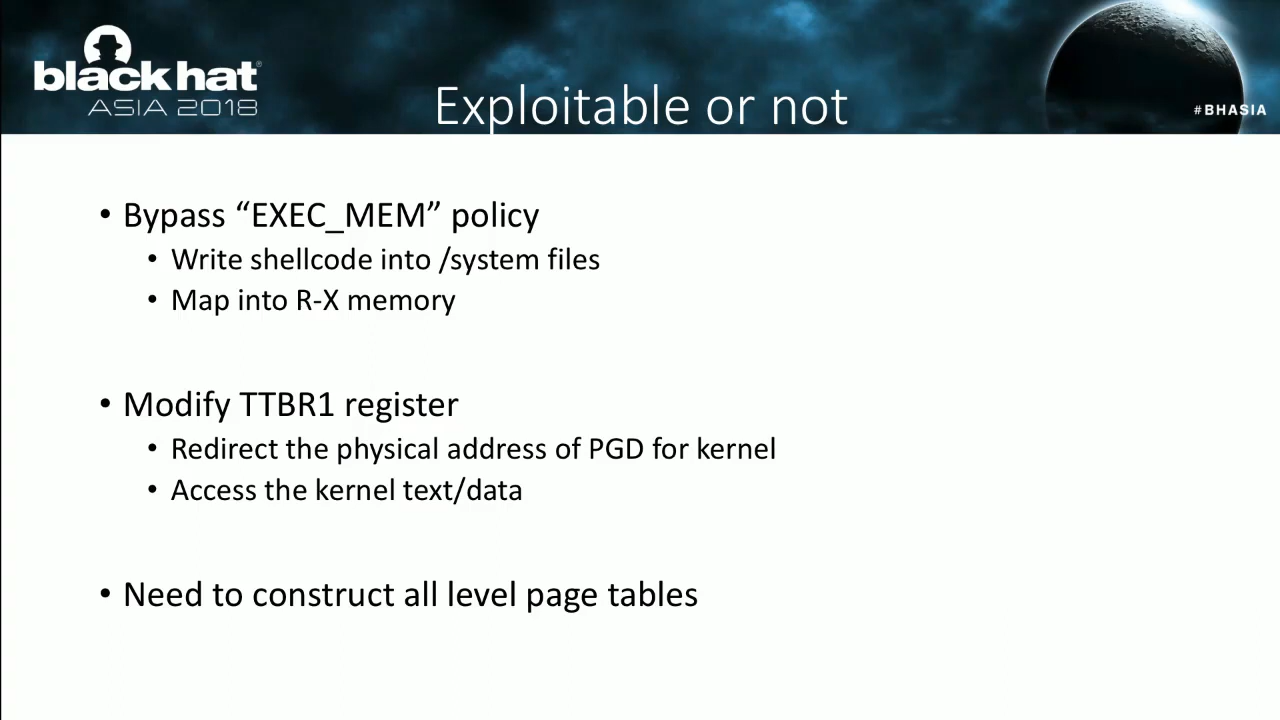 black hat®
ASIA 2018
Exploitable or not
#BHASIA
• Bypass “EXEC_MEM” policy
• Write shellcode into /system files
• Map into R-X memory
• Modify TTBR1 register
• Redirect the physical address of PGD for kernel
• Access the kernel text/data
• Need to construct all level page tables